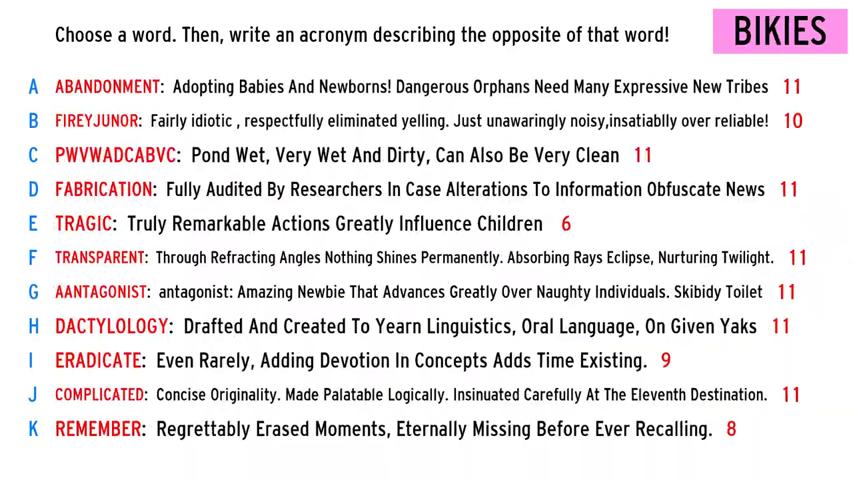 Choose a word. Then, write an acronym describing the opposite of that word!
BIKIES
A ABANDONMENT: Adopting Babies And Newborns! Dangerous Orphans Need Many Expressive New Tribes 11
B FIREYJUNOR: Fairly idiotic , respectfully eliminated yelling. Just unawaringly noisy,insatiablly over reliable! 10
C PWVWADCABVC: Pond Wet, Very Wet And Dirty, Can Also Be Very Clean 11
D FABRICATION: Fully Audited By Researchers In Case Alterations To Information Obfuscate News 11
E TRAGIC: Truly Remarkable Actions Greatly Influence Children 6
F TRANSPARENT: Through Refracting Angles Nothing Shines Permanently. Absorbing Rays Eclipse, Nurturing Twilight. 11
G AANTAGONIST: antagonist: Amazing Newbie That Advances Greatly Over Naughty Individuals. Skibidy Toilet 11
H DACTYLOLOGY: Drafted And Created To Yearn Linguistics, Oral Language, On Given Yaks 11
I ERADICATE: Even Rarely, Adding Devotion In Concepts Adds Time Existing. 9
J COMPLICATED: Concise Originality. Made Palatable Logically. Insinuated Carefully At The Eleventh Destination. 11
K REMEMBER: Regrettably Erased Moments, Eternally Missing Before Ever Recalling. 8